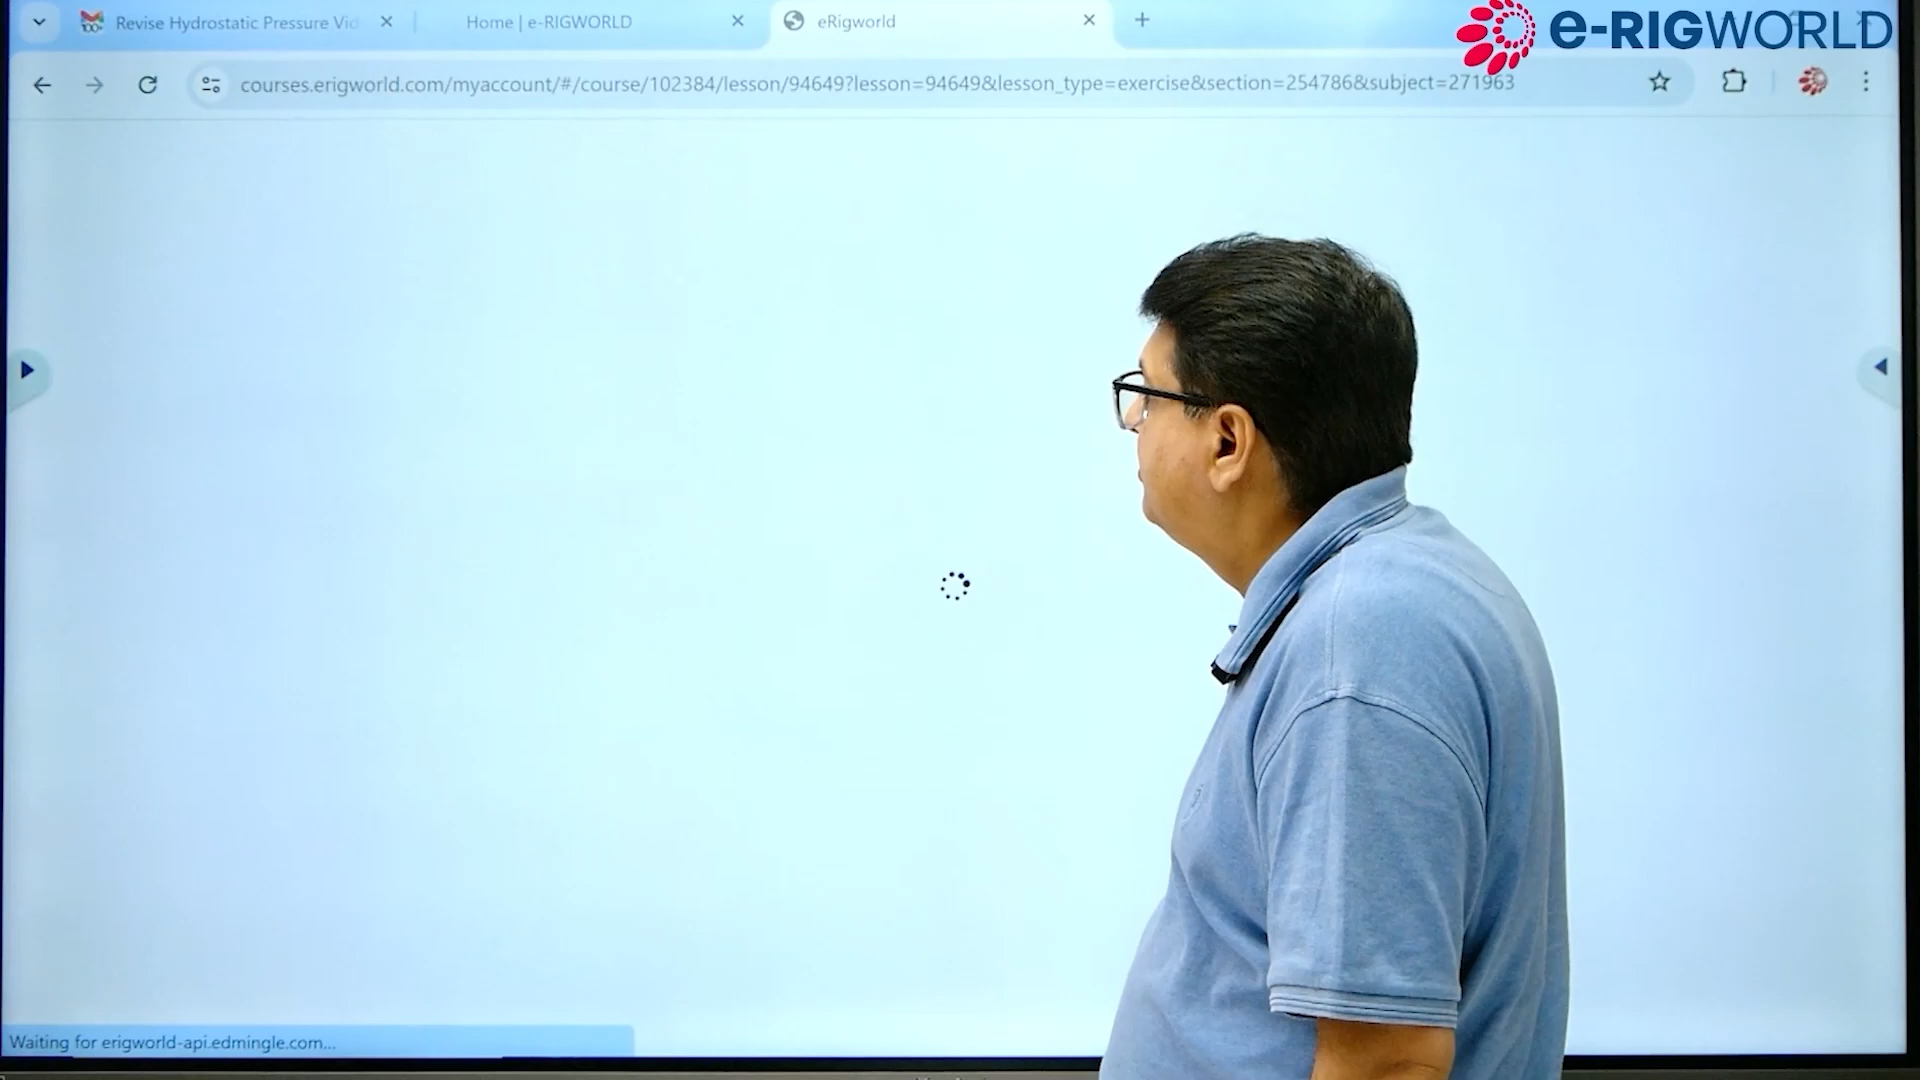 Revise Hydrostatic Pressure Vid
Home | e-RIGWORLD
eRigworld
e-RIGWORLD
courses.erigworld.com/myaccount/#/course/102384/lesson/94649?lesson=94649&lesson_type=exercise&section=254786&subject=271963
Waiting for erigworld-api.edmingle.com...